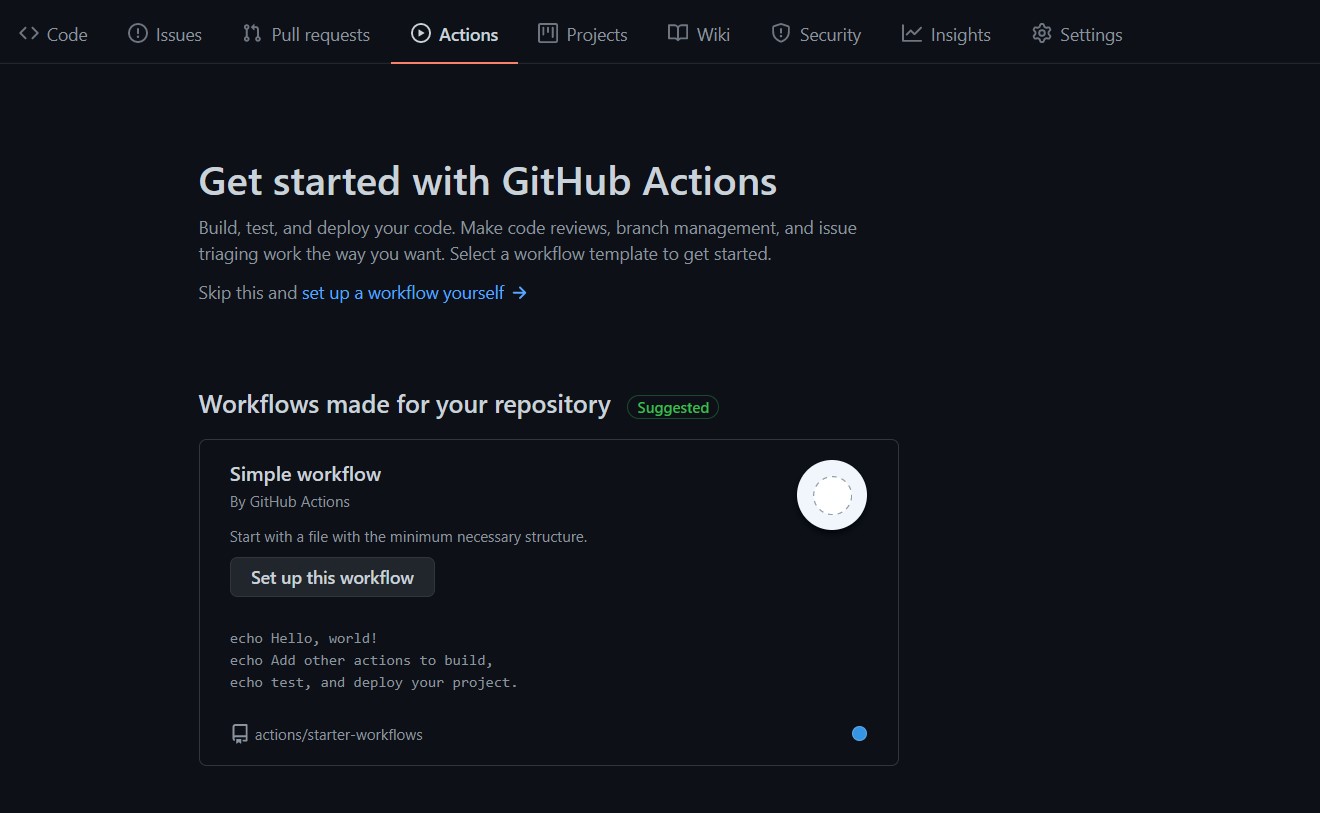 Code Issues Pull requests Actions Projects Wiki Security Insights Settings
Get started with GitHub Actions
Build, test, and deploy your code. Make code reviews, branch management, and issue
triaging work the way you want. Select a workflow template to get started.
Skip this and set up a workflow yourself →
Workflows made for your repository Suggested
Simple workflow
By GitHub Actions
Start with a file with the minimum necessary structure.
Set up this workflow
echo Hello, world!
echo Add other actions to build,
echo test, and deploy your project.
actions/starter-workflows